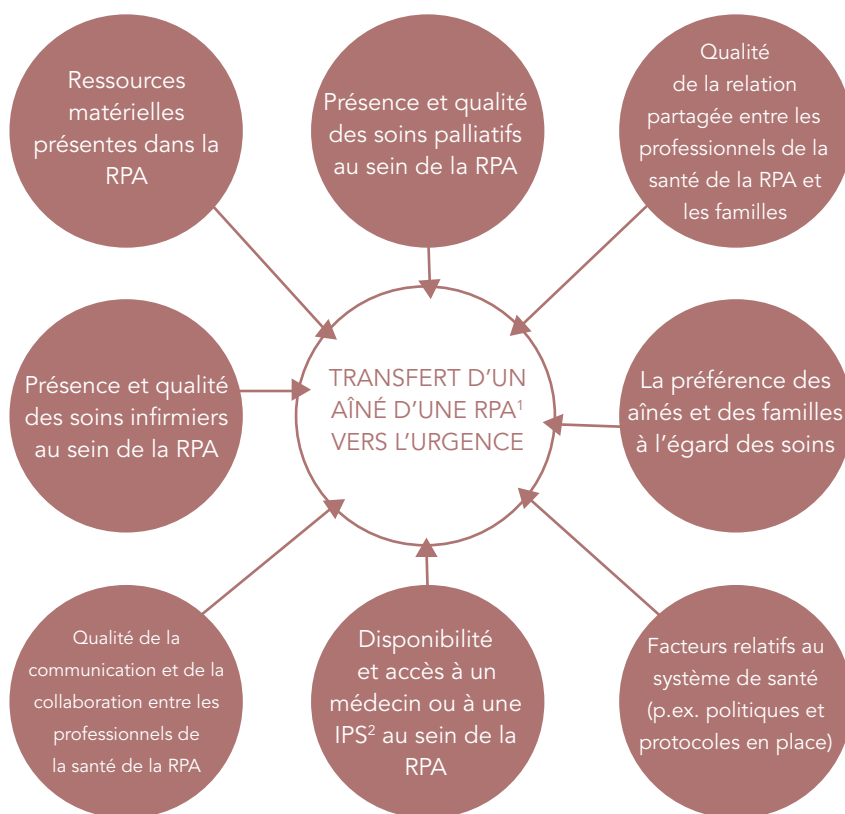 Ressources
matérielles
présentes dans la
RPA
Présence et qualité
des soins palliatifs
au sein de la RPA
Qualité
de la relation
partagée entre les
professionnels de la
santé de la RPA et
les familles
Présence et qualité
des soins infirmiers
au sein de la RPA
TRANSFERT D'UN
AÎNÉ D'UNE RPA¹
VERS L'URGENCE
La préférence des
aînés et des familles
à l'égard des soins
Qualité de la
communication et de la
collaboration entre les
professionnels de
la santé de la RPA
Disponibilité
et accès à un
médecin ou à une
IPS² au sein de la
RPA
Facteurs relatifs au
système de santé
(p.ex. politiques et
protocoles en place)